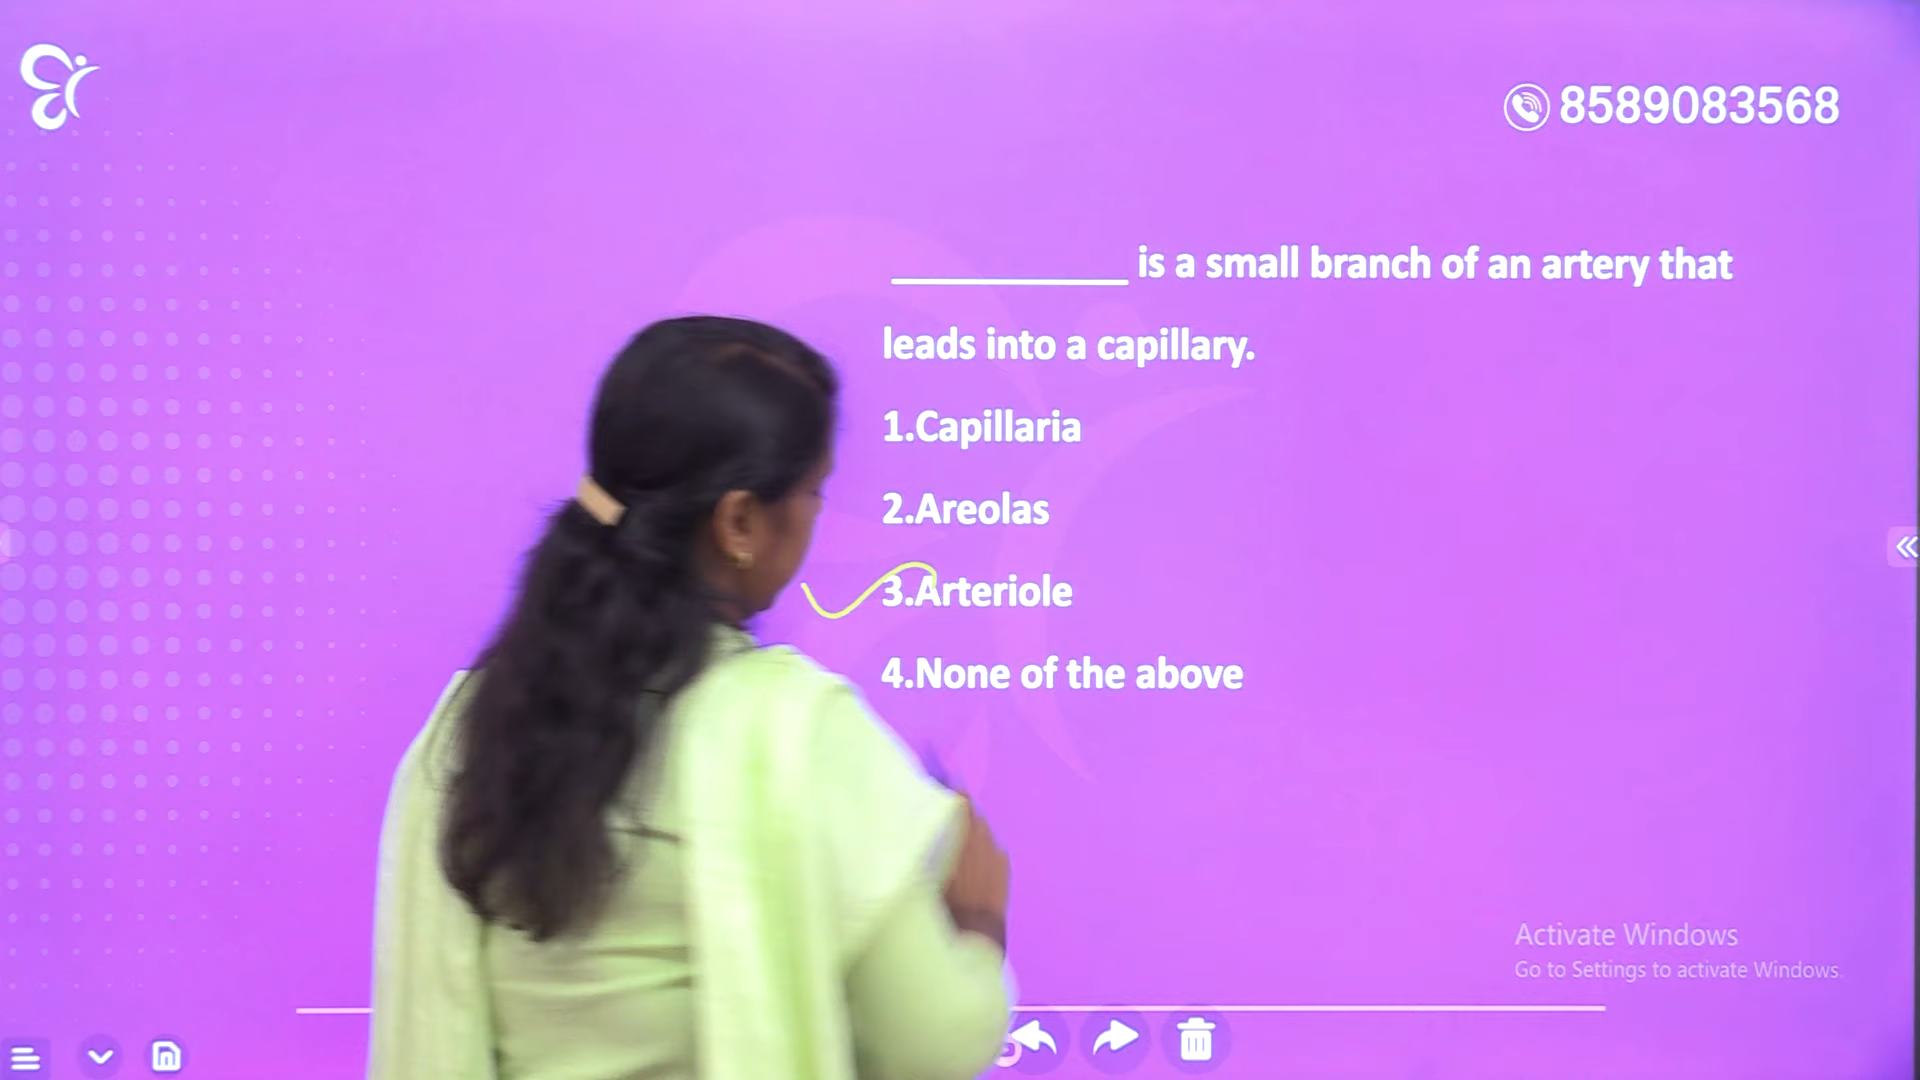 8589083568
__________ is a small branch of an artery that
leads into a capillary.
1.Capillaria
2.Areolas
3.Arteriole
4.None of the above
Activate Windows
Go to Settings to activate Windows.